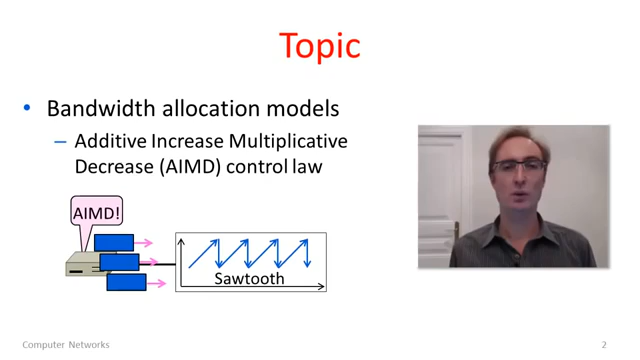 Topic
• Bandwidth allocation models
– Additive Increase Multiplicative
Decrease (AIMD) control law
AIMD!
Sawtooth
Computer Networks
2